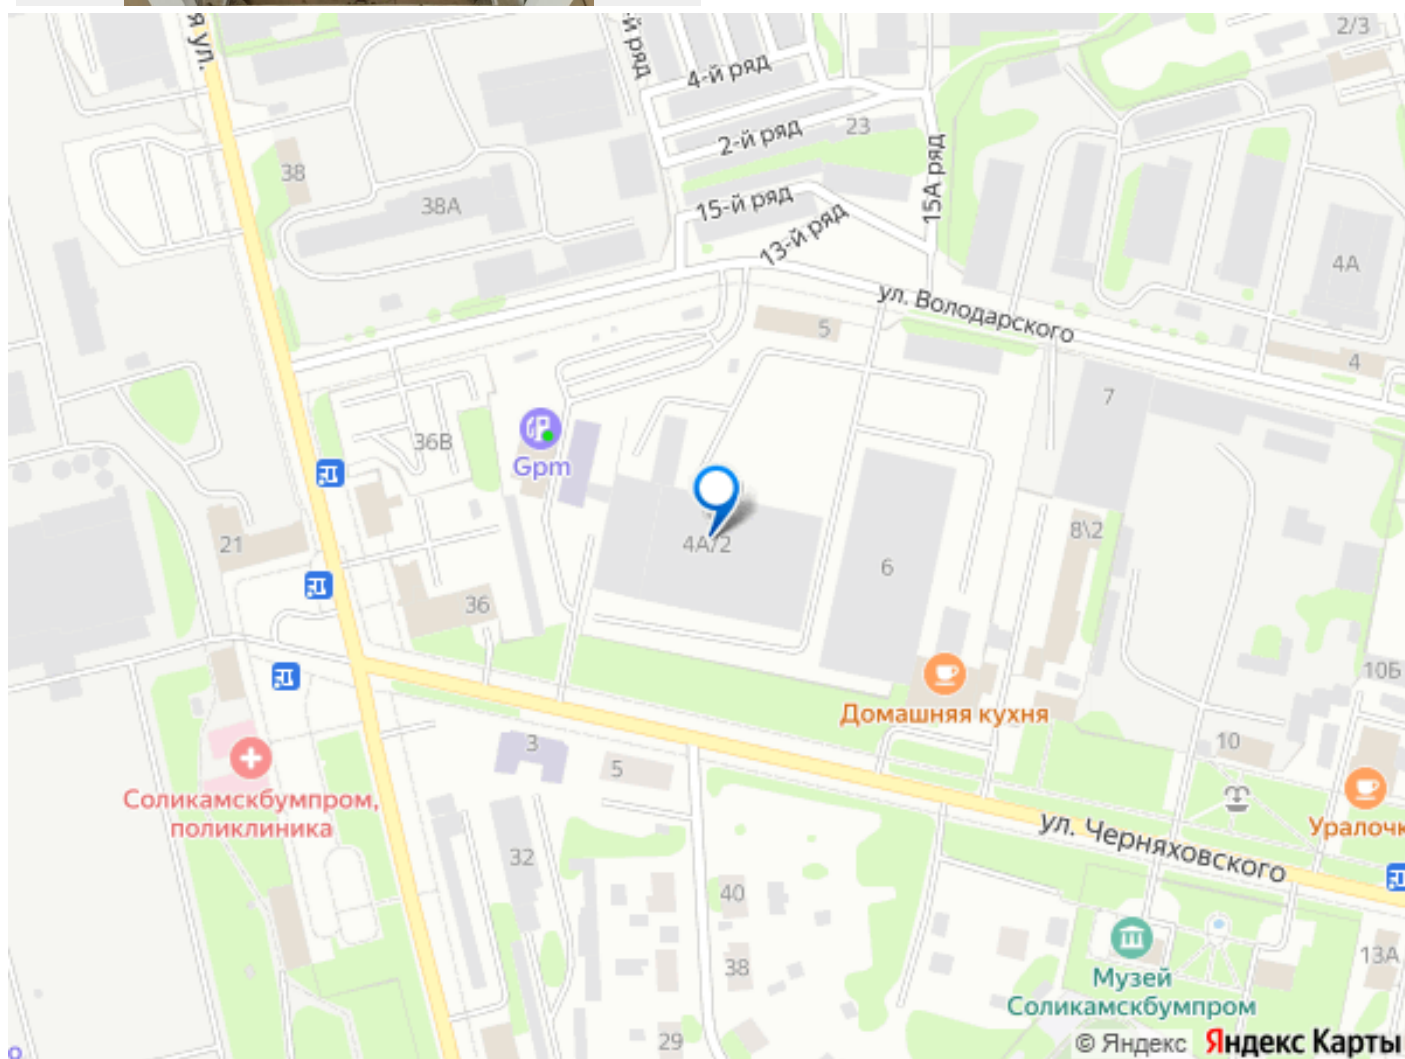 я ул.
-й ряд
4-й ряд
2/3
2-й ряд
23
15А ряд
38
38А
15-й ряд
13-й ряд
4А
ул. Володарского
5
4
7
36В
Gpm
21
4А/2
8\2
6
36
10Б
Домашняя кухня
10
3
5
Соликамскбумпром,
поликлиника
Уралочк
ул. Черняховского
32
40
38
13А
Музей
Соликамскбумпром
29
© Яндекс Яндекс Карты